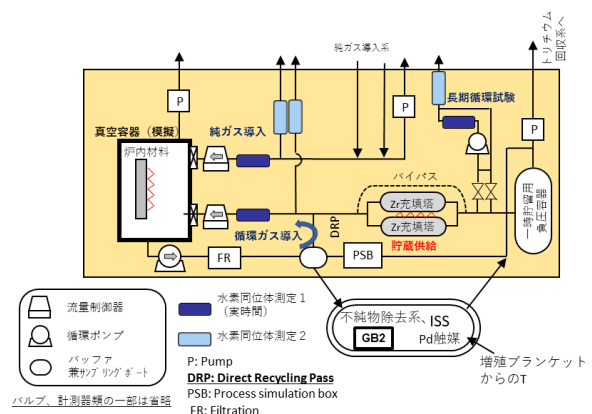 純ガス導入系
トリチウム
回収系へ
P
P
長期循環試験
P
真空容器（模擬）
純ガス導入
炉内材料
バイパス
Zr充填塔
Zr充填塔
一時貯留用
負圧容器
DRP
循環ガス導入
貯蔵供給
FR
PSB
不純物除去系、ISS
GB2
Pd触媒
増殖ブランケット
からのT
流量制御器
循環ポンプ
バッファ
兼サンプリングポート
バルブ、計測器類の一部は省略
水素同位体測定１
（実時間）
水素同位体測定２
P: Pump
DRP: Direct Recycling Pass
PSB: Process simulation box
FR: Filtration